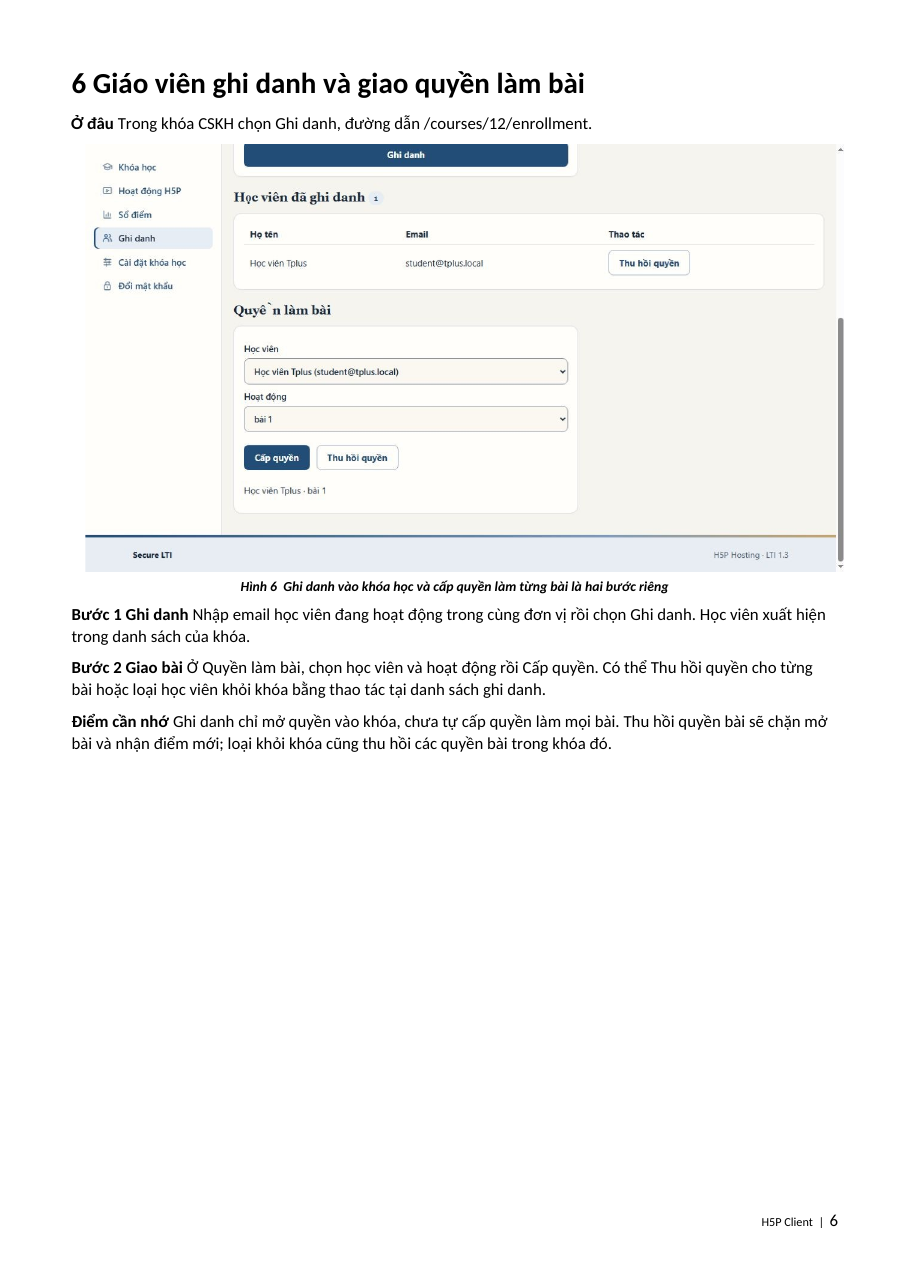 6 Giáo viên ghi danh và giao quyền làm bài
Ở đâu Trong khóa CSKH chọn Ghi danh, đường dẫn /courses/12/enrollment.
Khóa học
Hoạt động H5P
Sổ điểm
Ghi danh
Cài đặt khóa học
Đổi mật khẩu
Ghi danh
Học viên đã ghi danh 1
Họ tên Email Thao tác
Học viên Tplus student@tplus.local Thu hồi quyền
Quyền làm bài
Học viên
Học viên Tplus (student@tplus.local)
Hoạt động
bài 1
Cấp quyền Thu hồi quyền
Học viên Tplus · bài 1
Secure LTI H5P Hosting · LTI 1.3
Hình 6 Ghi danh vào khóa học và cấp quyền làm từng bài là hai bước riêng
Bước 1 Ghi danh Nhập email học viên đang hoạt động trong cùng đơn vị rồi chọn Ghi danh. Học viên xuất hiện
trong danh sách của khóa.
Bước 2 Giao bài Ở Quyền làm bài, chọn học viên và hoạt động rồi Cấp quyền. Có thể Thu hồi quyền cho từng
bài hoặc loại học viên khỏi khóa bằng thao tác tại danh sách ghi danh.
Điểm cần nhớ Ghi danh chỉ mở quyền vào khóa, chưa tự cấp quyền làm mọi bài. Thu hồi quyền bài sẽ chặn mở
bài và nhận điểm mới; loại khỏi khóa cũng thu hồi các quyền bài trong khóa đó.
H5P Client | 6